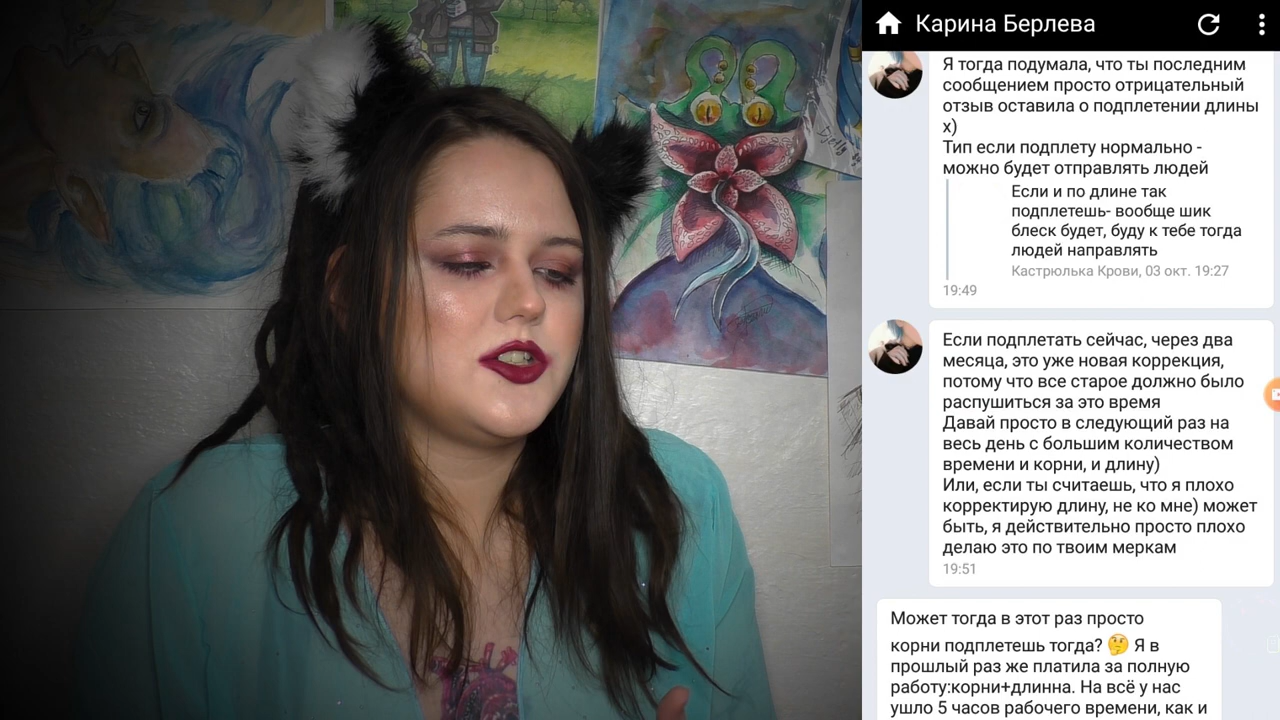 Карина Берлева
Я тогда подумала, что ты последним
сообщением просто отрицательный
отзыв оставила о подплетении длины
х)
Тип если подплету нормально -
можно будет отправлять людей
Если и по длине так
подплетешь- вообще шик
блеск будет, буду к тебе тогда
людей направлять
Кастрюлька Крови, 03 окт. 19:27
19:49
Если подплетать сейчас, через два
месяца, это уже новая коррекция,
потому что все старое должно было
распушиться за это время
Давай просто в следующий раз на
весь день с большим количеством
времени и корни, и длину)
Или, если ты считаешь, что я плохо
корректирую длину, не ко мне) может
быть, я действительно просто плохо
делаю это по твоим меркам
19:51
Может тогда в этот раз просто
корни подплетешь тогда? 🤔 Я в
прошлый раз же платила за полную
работу:корни+длинна. На всё у нас
ушло 5 часов рабочего времени, как и